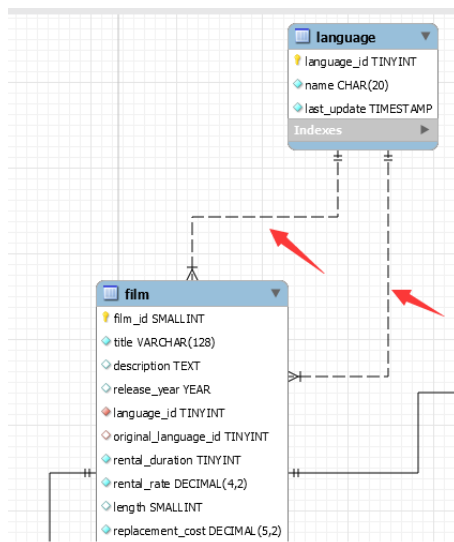 language
language_id TINYINT
name CHAR(20)
last_update TIMESTAMP
Indexes
film
film_id SMALLINT
title VARCHAR(128)
description TEXT
release_year YEAR
language_id TINYINT
original_language_id TINYINT
rental_duration TINYINT
rental_rate DECIMAL(4,2)
length SMALLINT
replacement_cost DECIMAL(5,2)